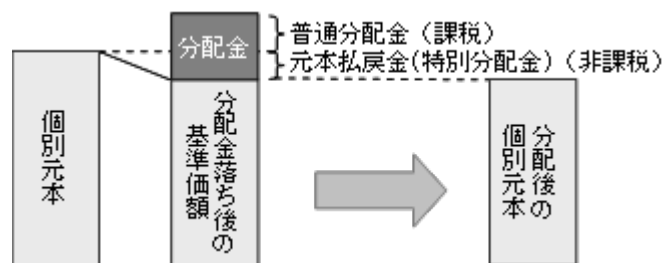 分配金
普通分配金（課税）
元本払戻金(特別分配金)（非課税）
個別元本
分配金落ち後の
基準価額
分配後の
個別元本